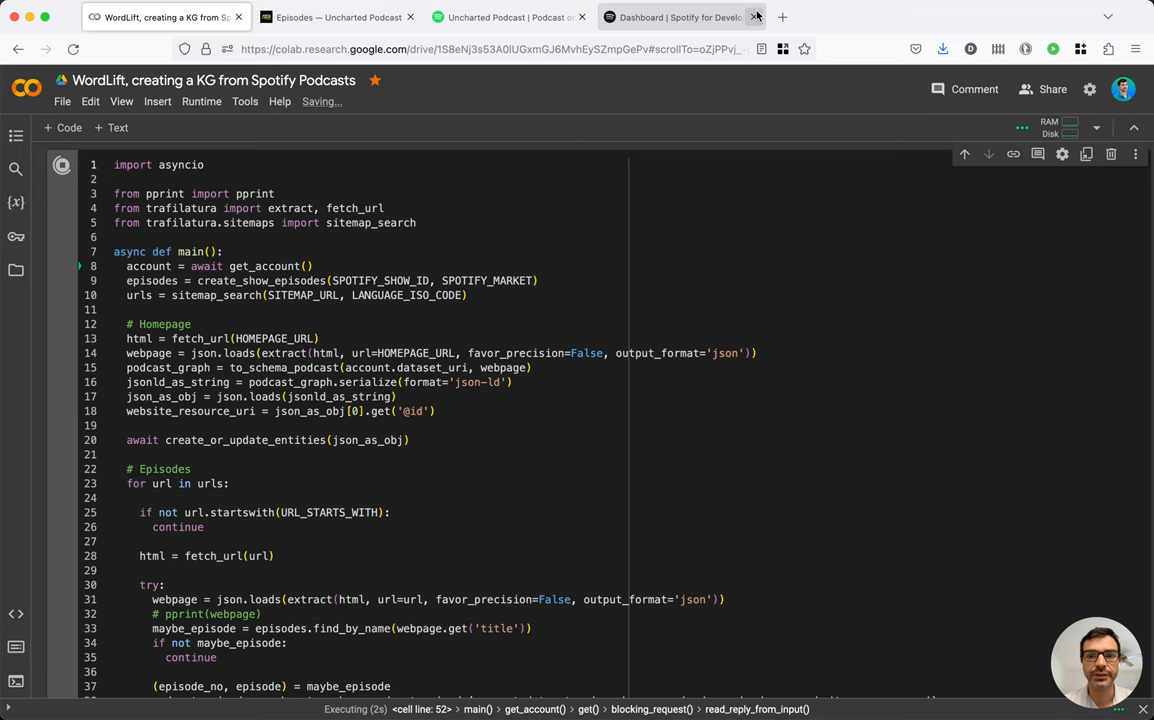 WordLift, creating a KG from Sp
Episodes — Uncharted Podcast
Uncharted Podcast | Podcast on
Dashboard | Spotify for Develo
https://colab.research.google.com/drive/1S8eNj3s53A0lUGxmGJ6MvhEySZmpGePv#scrollTo=oZjPPvj_-
WordLift, creating a KG from Spotify Podcasts
File Edit View Insert Runtime Tools Help Saving...
Comment Share
+ Code + Text
RAM
Disk
1 import asyncio
2
3 from pprint import pprint
4 from trafilatura import extract, fetch_url
5 from trafilatura.sitemaps import sitemap_search
6
7 async def main():
8 account = await get_account()
9 episodes = create_show_episodes(SPOTIFY_SHOW_ID, SPOTIFY_MARKET)
10 urls = sitemap_search(SITEMAP_URL, LANGUAGE_ISO_CODE)
11
12 # Homepage
13 html = fetch_url(HOMEPAGE_URL)
14 webpage = json.loads(extract(html, url=HOMEPAGE_URL, favor_precision=False, output_format='json'))
15 podcast_graph = to_schema_podcast(account.dataset_uri, webpage)
16 jsonld_as_string = podcast_graph.serialize(format='json-ld')
17 json_as_obj = json.loads(jsonld_as_string)
18 website_resource_uri = json_as_obj[0].get('@id')
19
20 await create_or_update_entities(json_as_obj)
21
22 # Episodes
23 for url in urls:
24
25 if not url.startswith(URL_STARTS_WITH):
26 continue
27
28 html = fetch_url(url)
29
30 try:
31 webpage = json.loads(extract(html, url=url, favor_precision=False, output_format='json'))
32 # pprint(webpage)
33 maybe_episode = episodes.find_by_name(webpage.get('title'))
34 if not maybe_episode:
35 continue
36
37 (episode_no, episode) = maybe_episode
Executing (2s) <cell line: 52> main() get_account() get() blocking_request() read_reply_from_input()